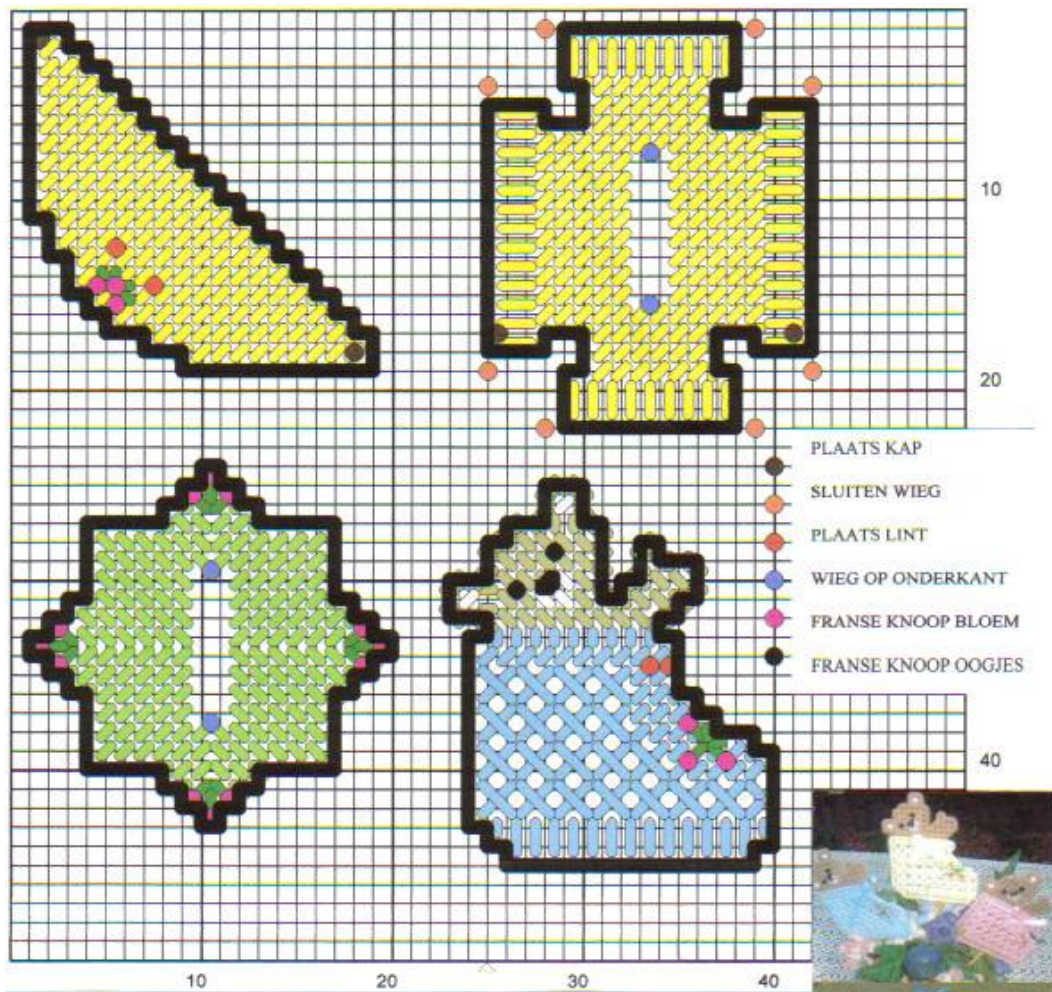 10
20
PLAATS KAP
SLUITEN WIEG
PLAATS LINT
WIEG OP ONDERKANT
FRANSE KNOOP BLOEM
FRANSE KNOOP OOGJES
40
10
20
30
40